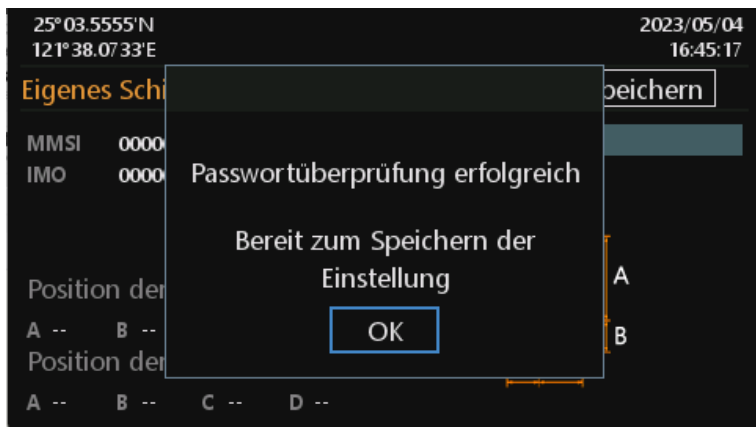 25°03.5555'N
2023/05/04
121°38.0733'E
16:45:17
Eigenes Schi
peichern
MMSI 0000
IMO 0000
Passwortüberprüfung erfolgreich
Bereit zum Speichern der
Einstellung
OK
Position der
A -- B --
Position der
A -- B -- C -- D --
A
B